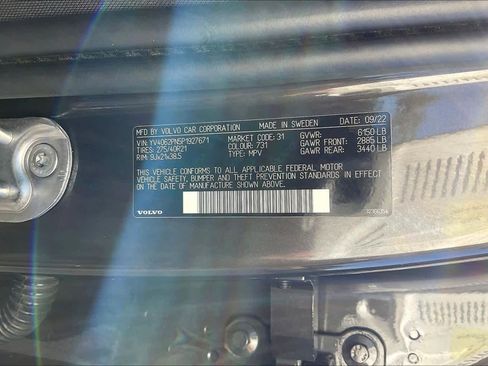 MFD BY VOLVO CAR CORPORATION MADE IN SWEDEN DATE: 09/22
VIN: YV4062PN5P1927671 MARKET CODE: 31 GVWR: 6150 LB
TIRES: 275/40R21 COLOUR: 731 GAWR FRONT: 2885 LB
RIM: 9Jx21x38.5 TYPE: MPV GAWR REAR: 3440 LB
THIS VEHICLE CONFORMS TO ALL APPLICABLE FEDERAL MOTOR
VEHICLE SAFETY, BUMPER, AND THEFT PREVENTION STANDARDS IN EFFECT
ON THE DATE OF MANUFACTURE SHOWN ABOVE.
VOLVO